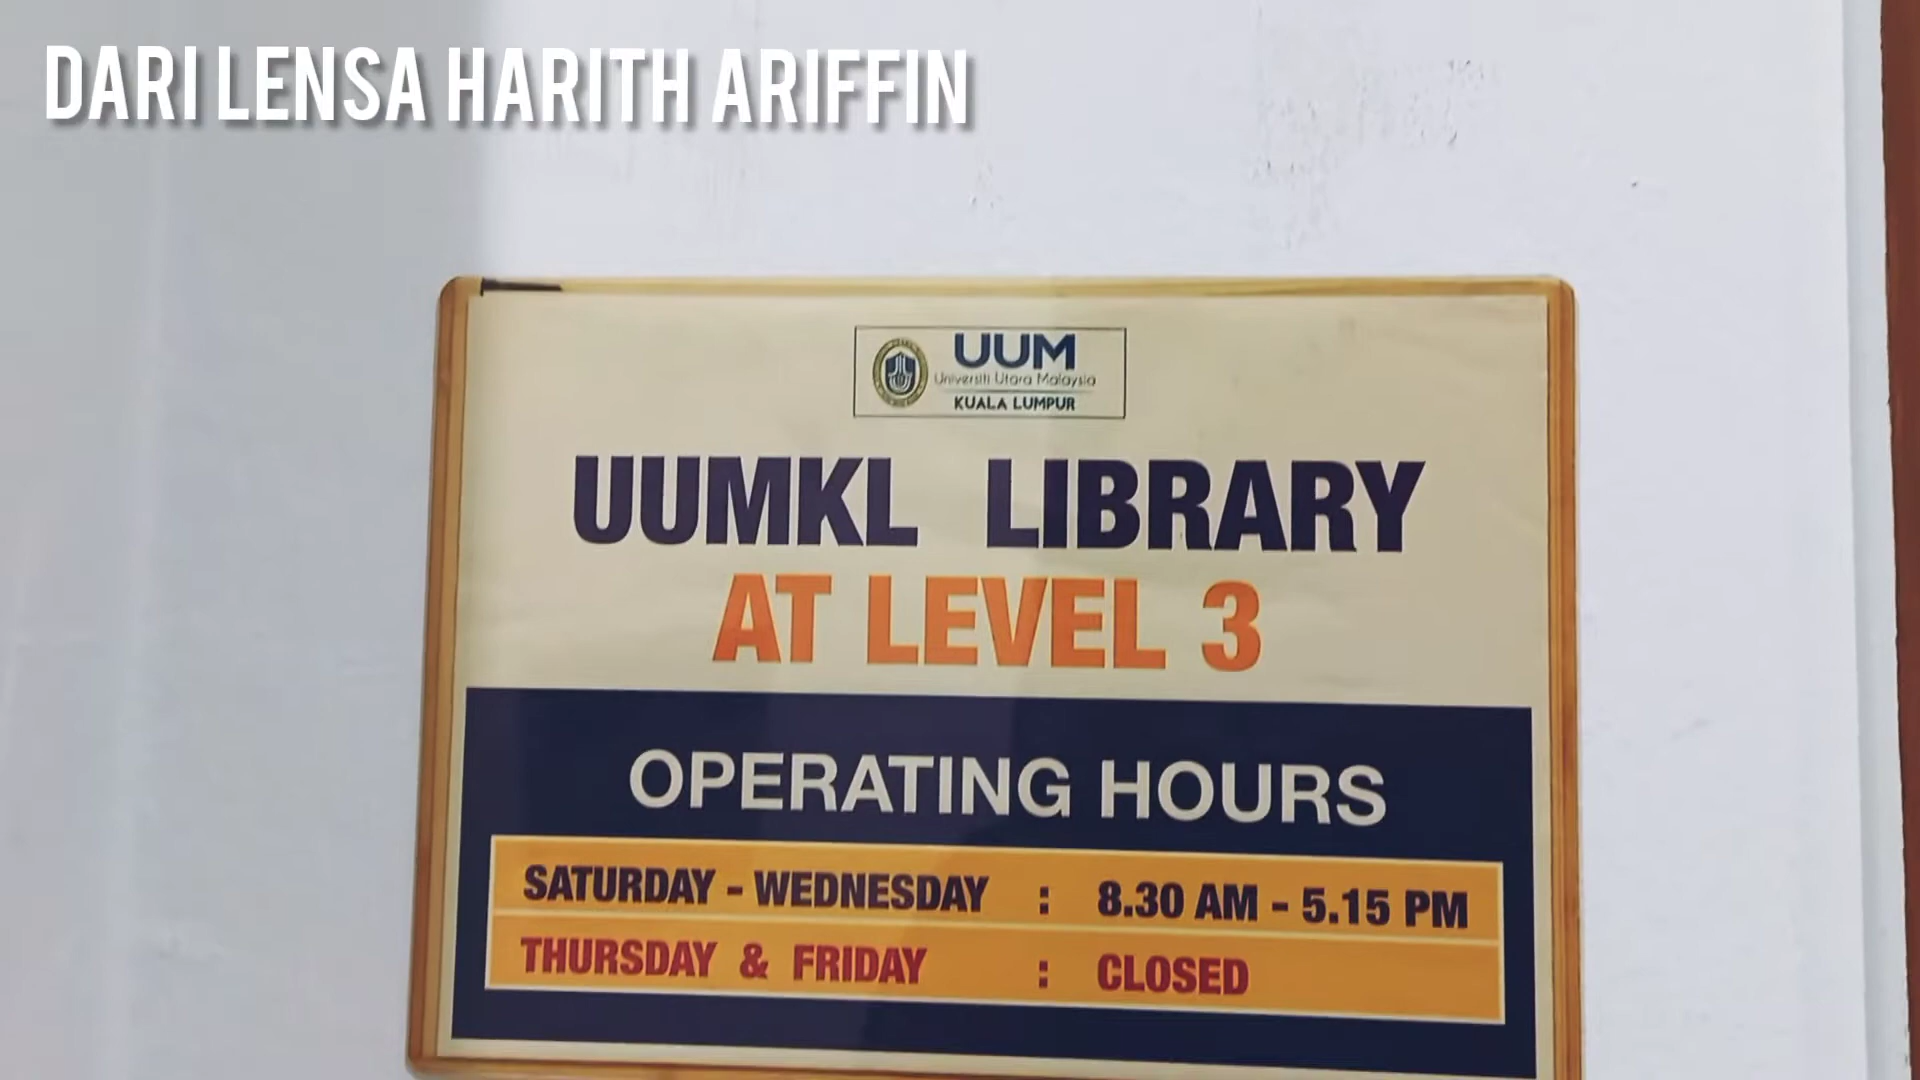 DARI LENSA HARITH ARIFFIN
UUM
Universiti Utara Malaysia
KUALA LUMPUR
UUMKL LIBRARY
AT LEVEL 3
OPERATING HOURS
SATURDAY - WEDNESDAY : 8.30 AM - 5.15 PM
THURSDAY & FRIDAY : CLOSED